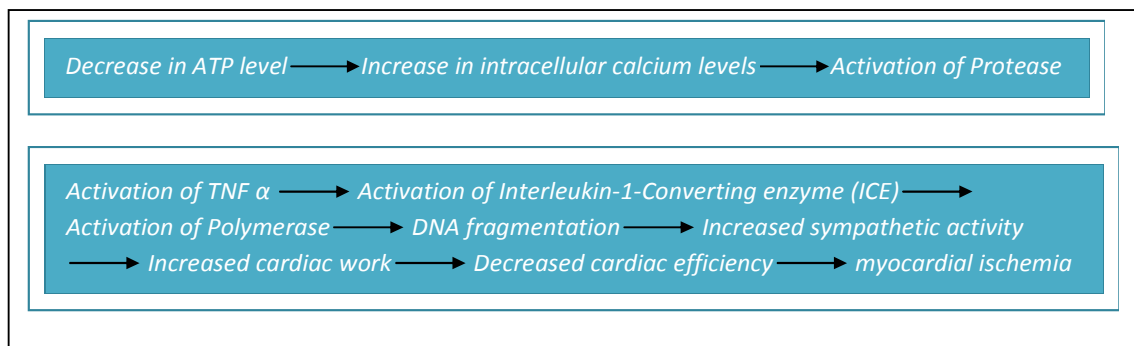 Decrease in ATP level → Increase in intracellular calcium levels → Activation of Protease
Activation of TNF α → Activation of Interleukin-1-Converting enzyme (ICE) →
Activation of Polymerase → DNA fragmentation → Increased sympathetic activity
→ Increased cardiac work → Decreased cardiac efficiency → myocardial ischemia